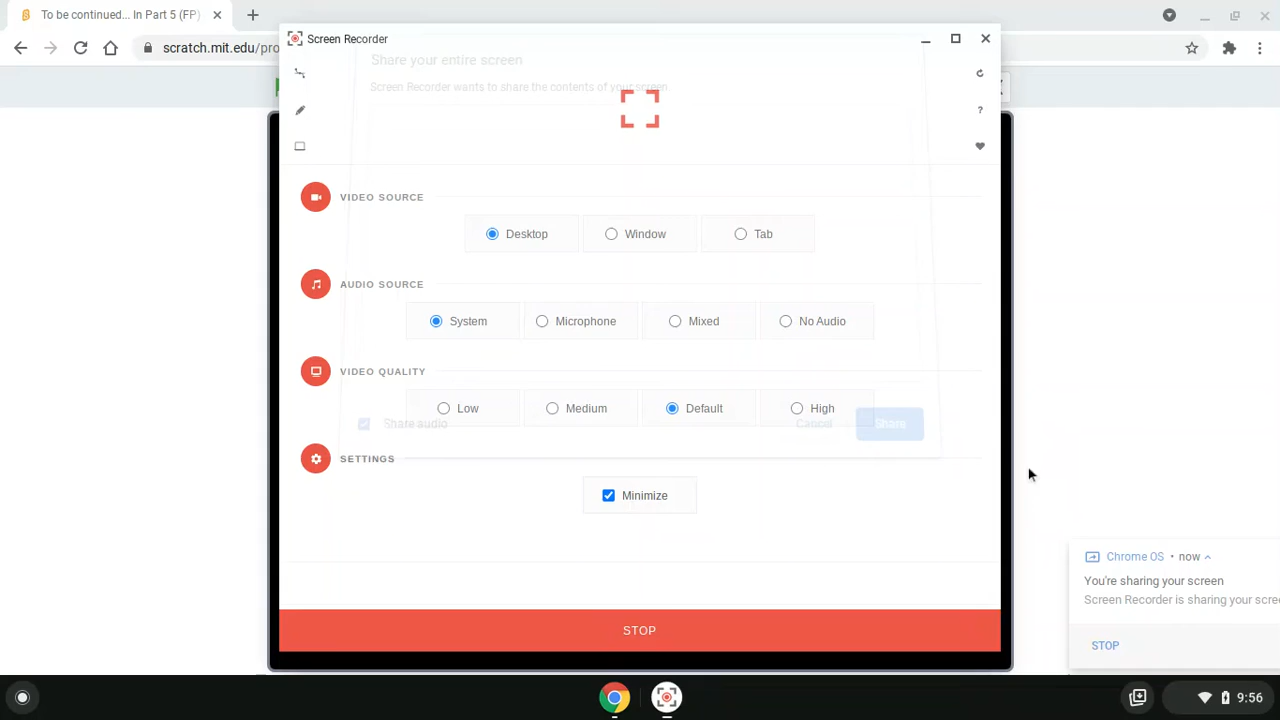 To be continued... In Part 5 (FP)
scratch.mit.edu/pro
Screen Recorder
Share your entire screen
Screen Recorder wants to share the contents of your screen.
VIDEO SOURCE
Desktop
Window
Tab
AUDIO SOURCE
System
Microphone
Mixed
No Audio
VIDEO QUALITY
Low
Medium
Default
High
Share audio
Cancel
Share
SETTINGS
Minimize
STOP
Chrome OS • now
You're sharing your screen
Screen Recorder is sharing your scree
STOP
9:56